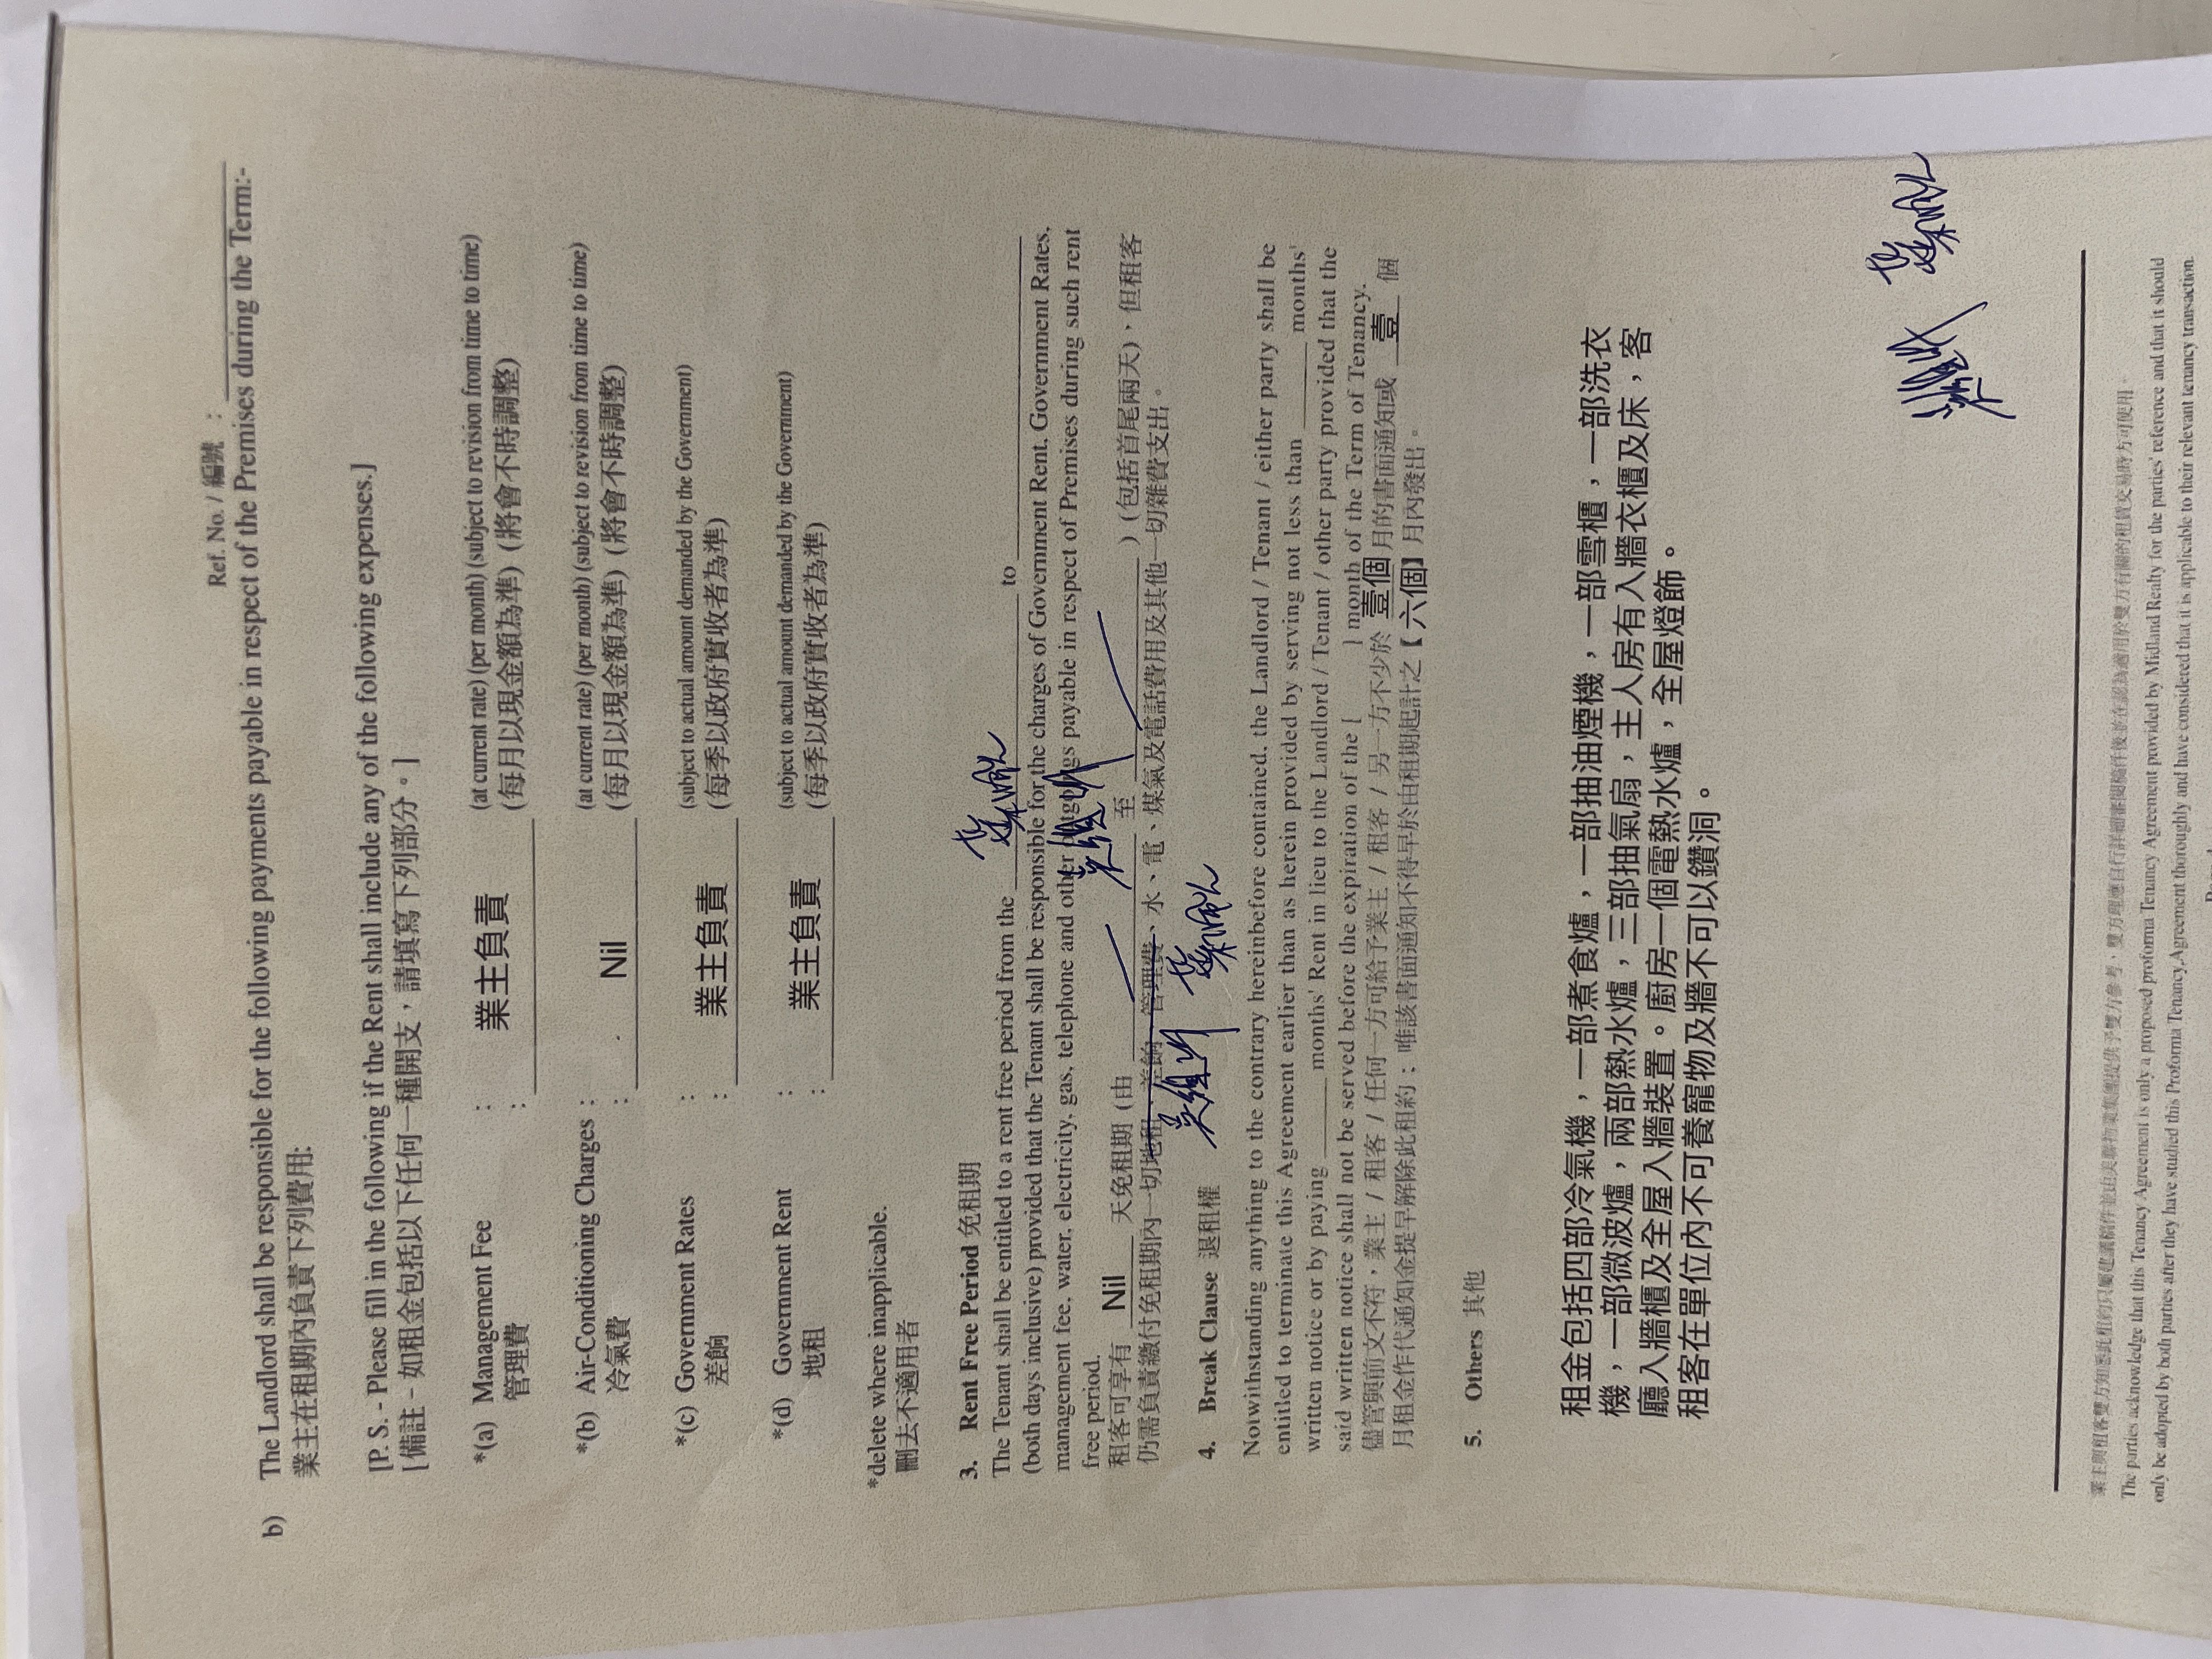 Ref. No. / 編號 :
b) The Landlord shall be responsible for the following payments payable in respect of the Premises during the Term:-
業主在租期內負責下列費用:
[P. S. - Please fill in the following if the Rent shall include any of the following expenses.]
[備註 - 如租金包括以下任何一種開支，請填寫下列部分。]
*(a) Management Fee : 業主負責 (at current rate) (per month) (subject to revision from time to time)
管理費 : (每月以現金額為準) (將會不時調整)
*(b) Air-Conditioning Charges : Nil (at current rate) (per month) (subject to revision from time to time)
冷氣費 : (每月以現金額為準) (將會不時調整)
*(c) Government Rates : 業主負責 (subject to actual amount demanded by the Government)
差餉 : (每季以政府實收者為準)
*(d) Government Rent : 業主負責 (subject to actual amount demanded by the Government)
地租 : (每季以政府實收者為準)
*delete where inapplicable.
刪去不適用者
3. Rent Free Period 免租期
The Tenant shall be entitled to a rent free period from the to
(both days inclusive) provided that the Tenant shall be responsible for the charges of Government Rent, Government Rates,
management fee, water, electricity, gas, telephone and other payable in respect of Premises during such rent
free period.
租客可享有 Nil 天免租期 (由 至 ) (包括首尾兩天)，但租客
仍需負責繳付免租期內一切地租、差餉、管理費、水、電、煤氣及電話費用及其他一切雜費支出。
4. Break Clause 退租權
Notwithstanding anything to the contrary hereinbefore contained, the Landlord / Tenant / either party shall be
entitled to terminate this Agreement earlier than as herein provided by serving not less than months'
written notice or by paying months' Rent in lieu to the Landlord / Tenant / other party provided that the
said written notice shall not be served before the expiration of the [ ] month of the Term of Tenancy.
儘管與前文不符，業主 / 租客 / 任何一方可給予業主 / 租客 / 另一方不少於 壹個 月的書面通知或 壹 個
月租金作代通知金提早解除此租約；唯該書面通知不得早於由租期起計之【六個】月內發出。
5. Others 其他
租金包括四部冷氣機，一部煮食爐，一部抽油煙機，一部雪櫃，一部洗衣
機，一部微波爐，兩部熱水爐，三部抽氣扇，主人房有入牆衣櫃及床，客
廳入牆櫃及全屋入牆裝置。廚房一個電熱水爐，全屋燈飾。
租客在單位內不可養寵物及牆不可以鑽洞。
The parties acknowledge that this Tenancy Agreement is only a proposed proforma Tenancy Agreement provided by Midland Realty for the parties' reference and that it should
only be adopted by both parties after they have studied this Proforma Tenancy Agreement thoroughly and have considered that it is applicable to their relevant tenancy transaction.